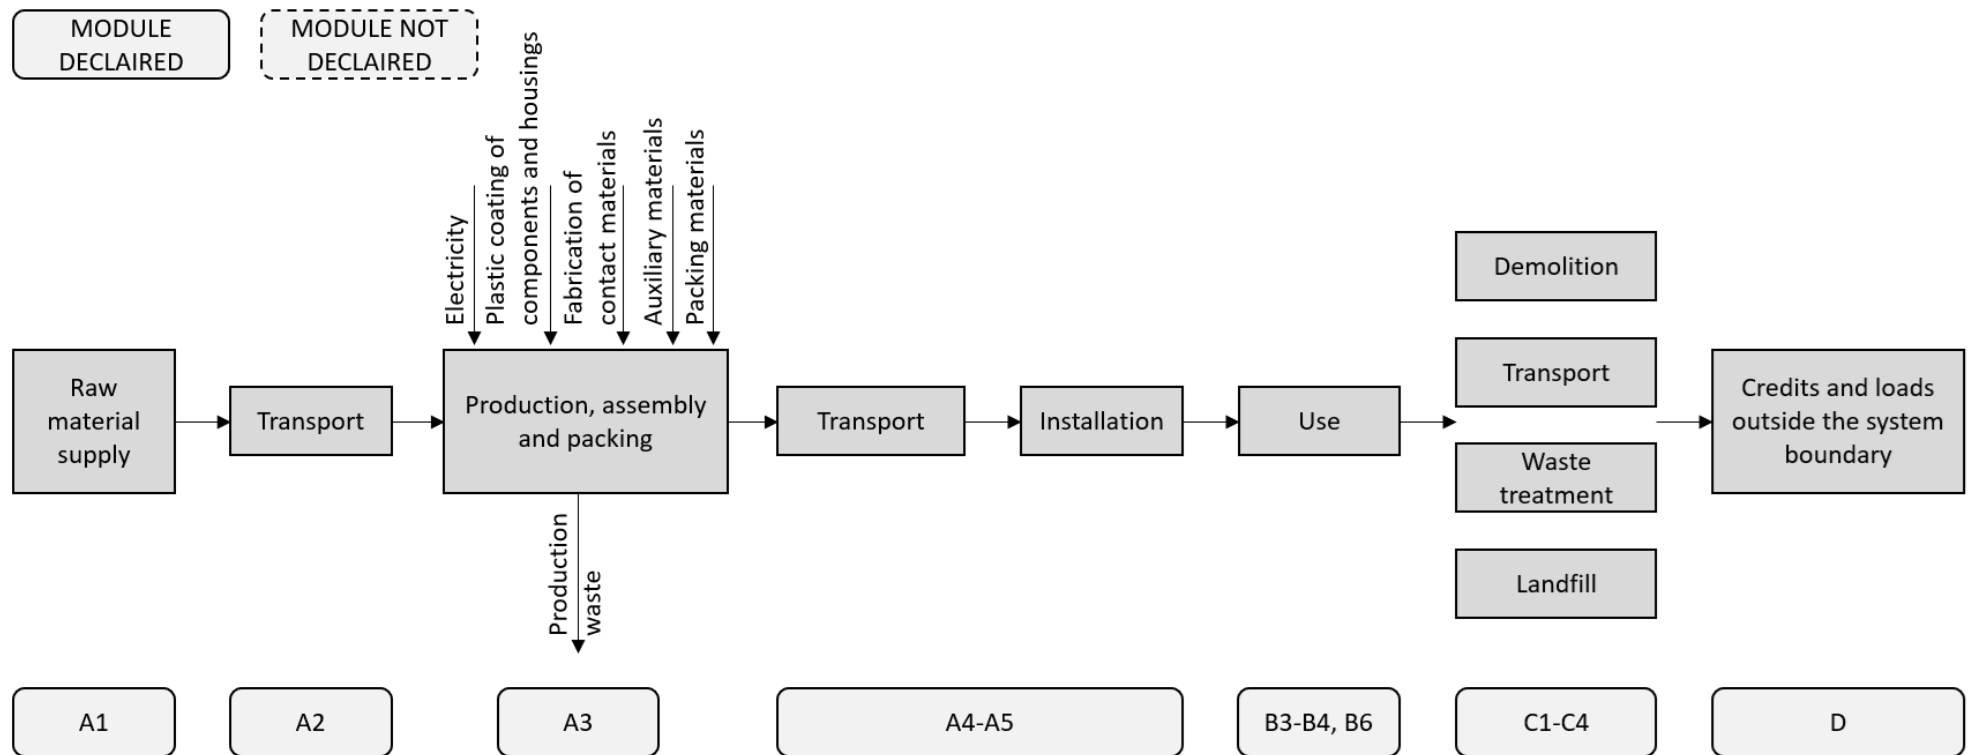 MODULE
DECLAIRED
MODULE NOT
DECLAIRED
Electricity
Plastic coating of
components and housings
Fabrication of
contact materials
Auxiliary materials
Packing materials
Raw
material
supply
Transport
Production, assembly
and packing
Transport
Installation
Use
Demolition
Transport
Waste
treatment
Landfill
Credits and loads
outside the system
boundary
Production
waste
A1
A2
A3
A4-A5
B3-B4, B6
C1-C4
D